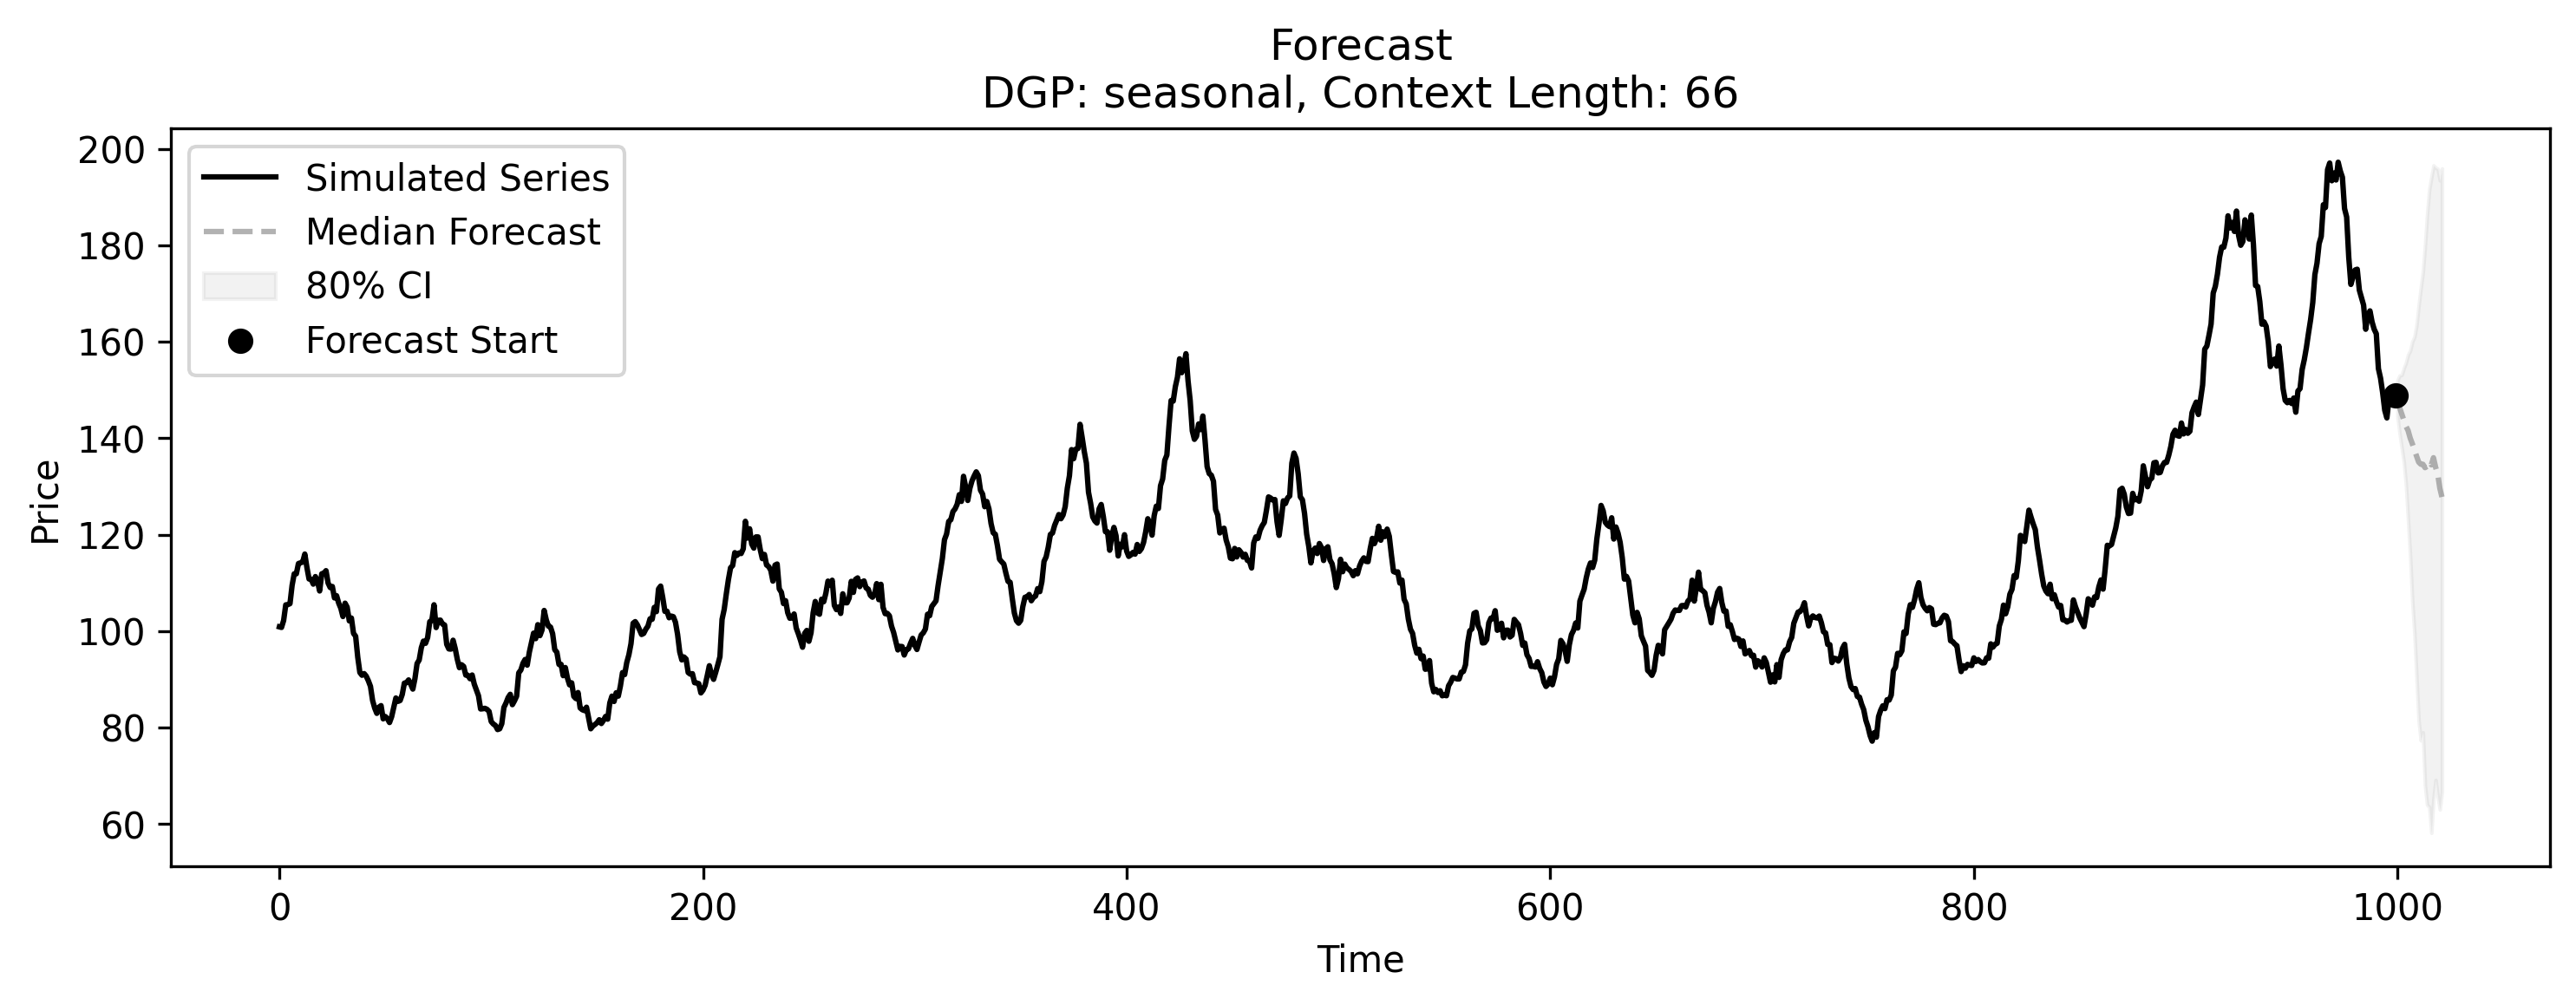 Forecast
DGP: seasonal, Context Length: 66
200
180
160
140
120
100
80
60
Price
Simulated Series
Median Forecast
80% CI
Forecast Start
0
200
400
600
800
1000
Time